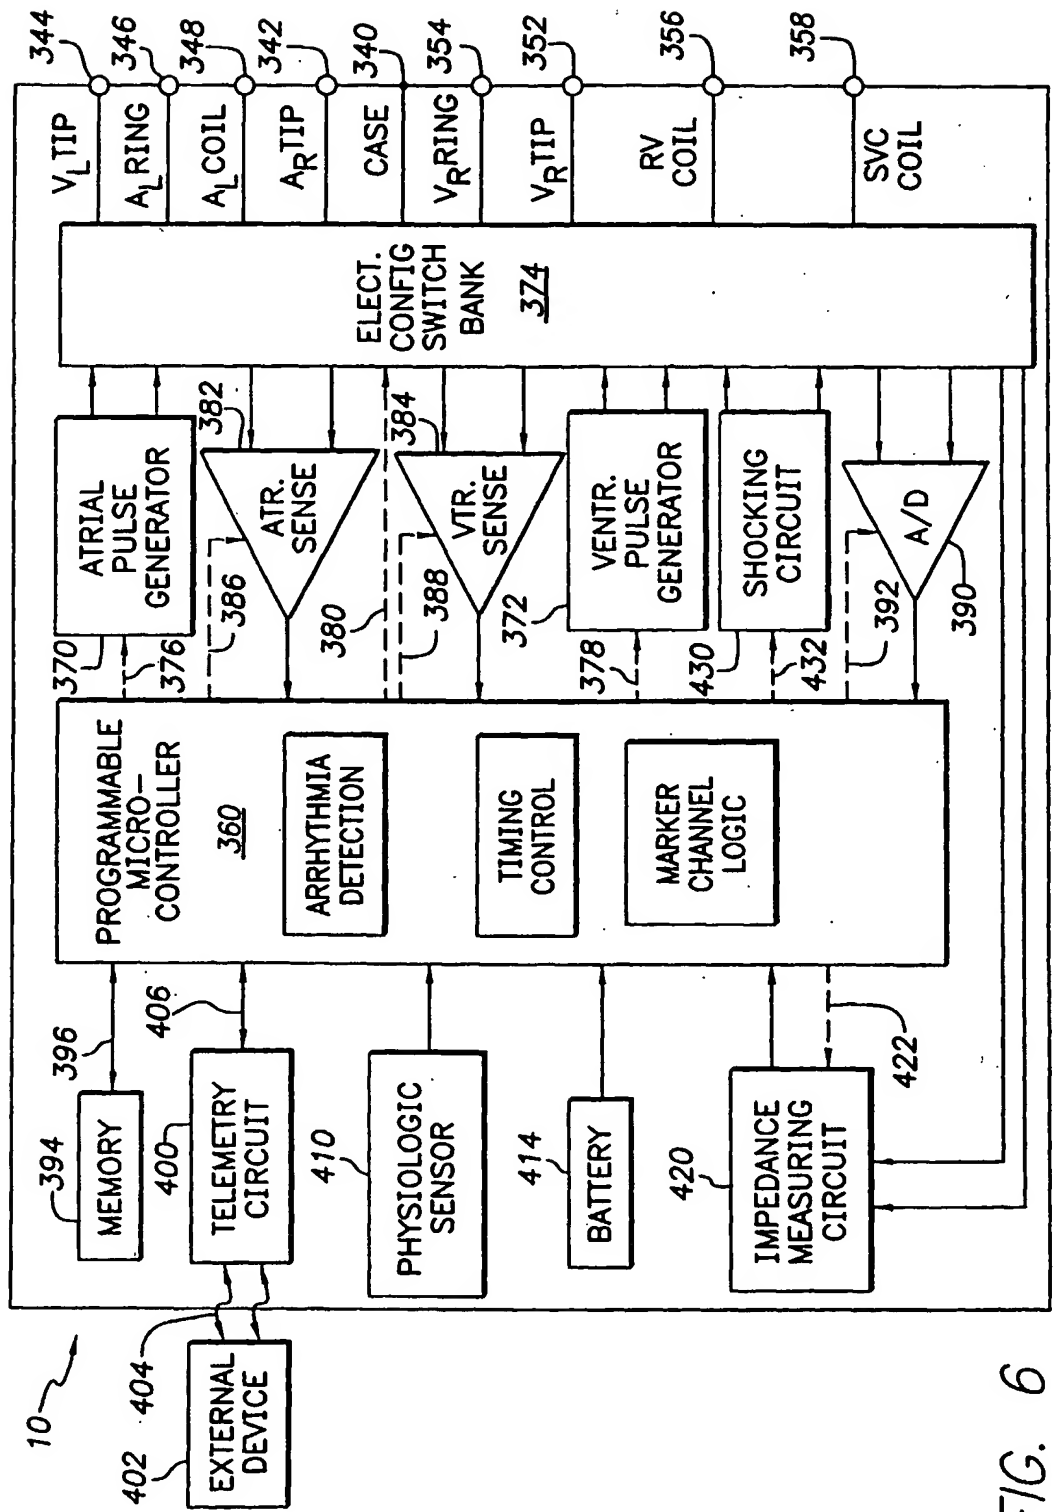 10
402
EXTERNAL
DEVICE
404
394
MEMORY
396
400
TELEMETRY
CIRCUIT
406
410
PHYSIOLOGIC
SENSOR
414
BATTERY
420
IMPEDANCE
MEASURING
CIRCUIT
422
PROGRAMMABLE
MICRO-
CONTROLLER
360
ARRHYTHMIA
DETECTION
TIMING
CONTROL
MARKER
CHANNEL
LOGIC
370
376
ATRIAL
PULSE
GENERATOR
386
382
ATR.
SENSE
380
388
384
VTR.
SENSE
372
378
VENTR.
PULSE
GENERATOR
430
432
SHOCKING
CIRCUIT
392
A/D
390
ELECT.
CONFIG
SWITCH
BANK
374
VL TIP
344
AL RING
346
AL COIL
348
AR TIP
342
CASE
340
VR RING
354
VR TIP
352
RV
COIL
356
SVC
COIL
358
FIG. 6